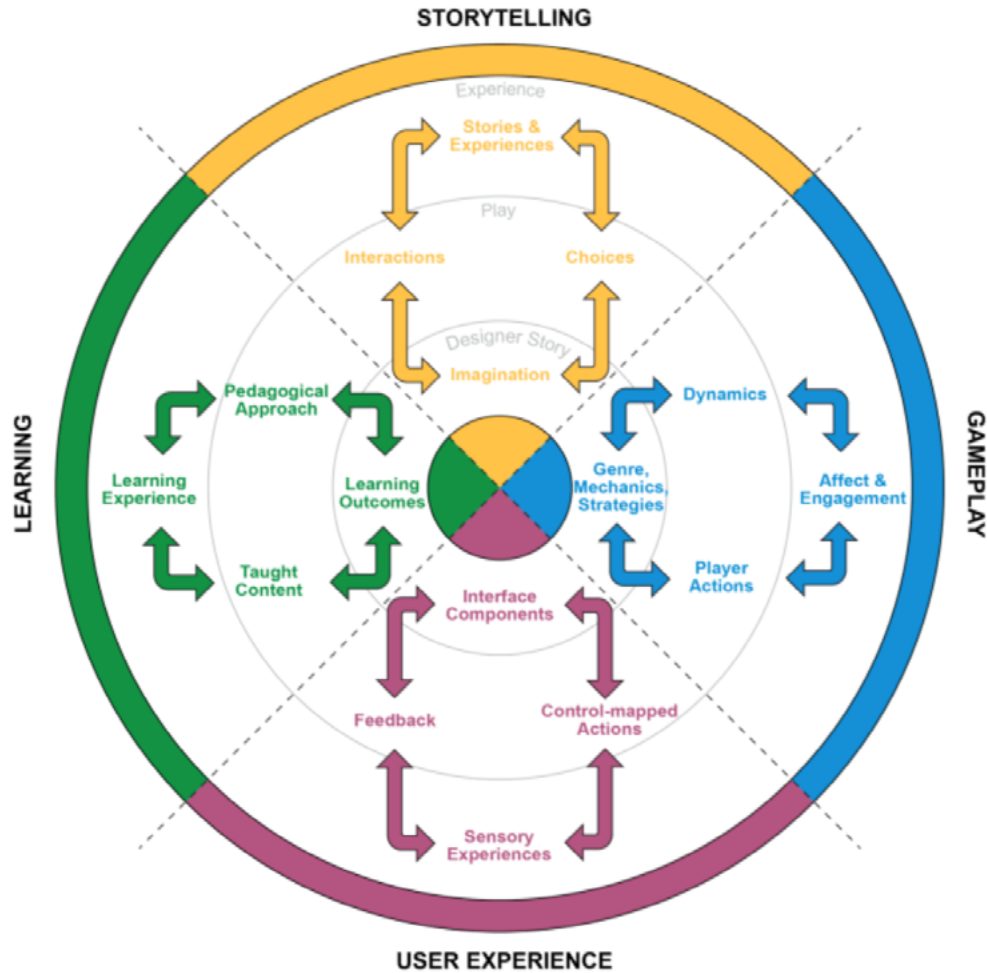 STORYTELLING
Experience
Stories &
Experiences
Play
Interactions
Choices
Designer Story
Imagination
LEARNING
Pedagogical
Approach
Learning
Experience
Learning
Outcomes
Taught
Content
Dynamics
Genre,
Mechanics,
Strategies
Affect &
Engagement
Player
Actions
GAMEPLAY
Interface
Components
Feedback
Control-mapped
Actions
Sensory
Experiences
USER EXPERIENCE